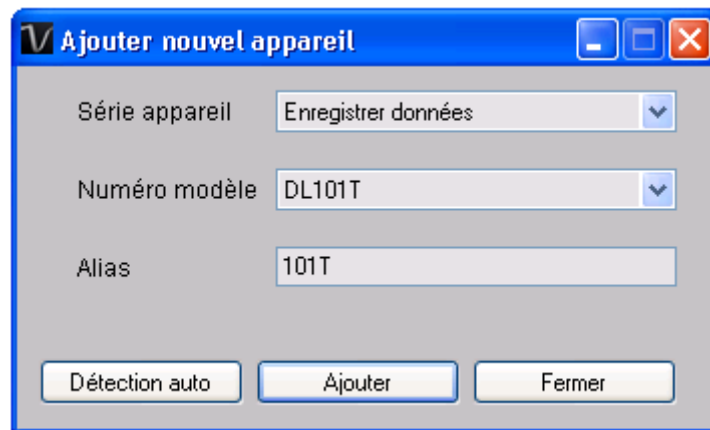 Ajouter nouvel appareil
Série appareil Enregistrer données
Numéro modèle DL101T
Alias 101T
Détection auto Ajouter Fermer